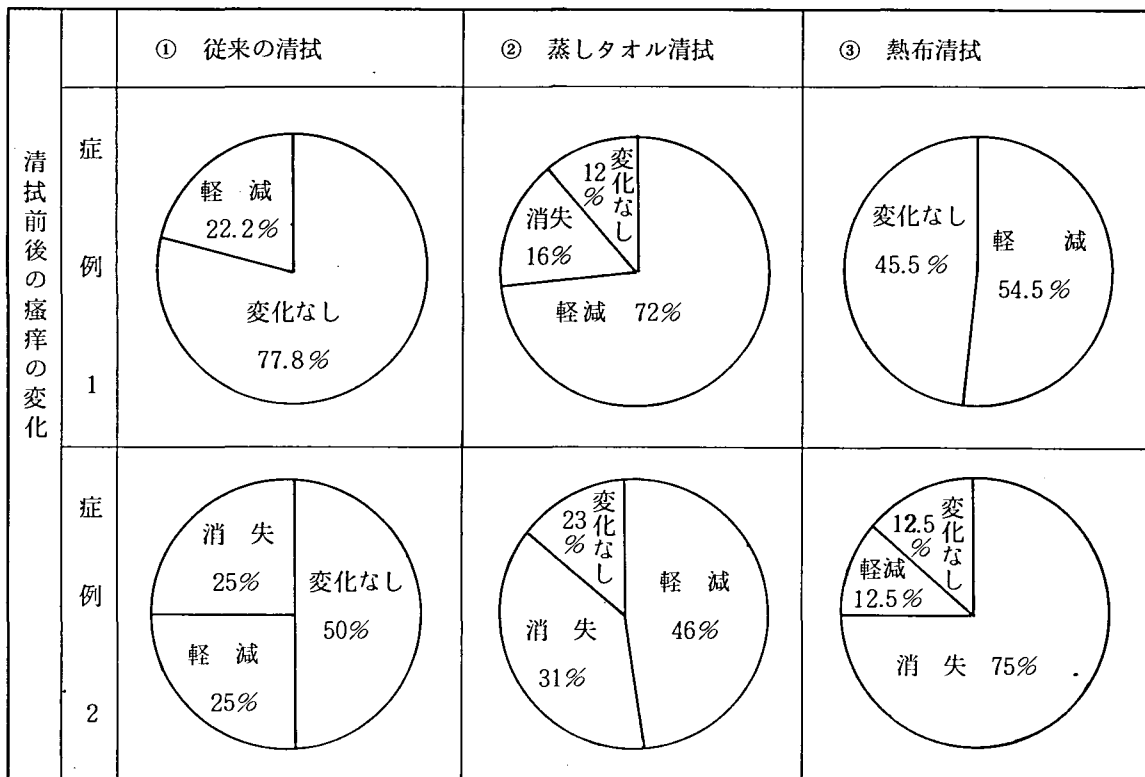 ① 従来の清拭
② 蒸しタオル清拭
③ 熱布清拭
清拭前後の瘙痒の変化
症例1
軽減
22.2%
変化なし
77.8%
変化なし
12%
消失
16%
軽減 72%
変化なし
45.5%
軽減
54.5%
症例2
消失
25%
変化なし
50%
軽減
25%
変化なし
23%
軽減
46%
消失
31%
変化なし
12.5%
軽減
12.5%
消失 75%